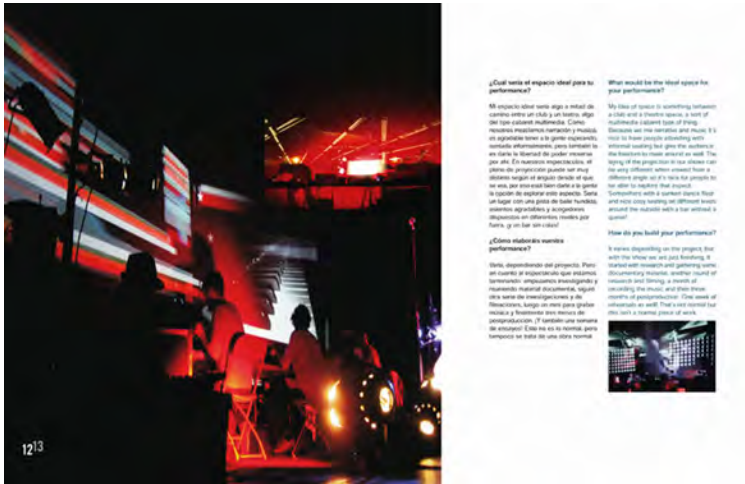 ¿Cuál sería el espacio ideal para tu
performance?
Mi espacio ideal sería algo a mitad de
camino entre un club y un teatro, algo
del tipo cabaret multimedia. Como
nosotros mezclamos narración y música,
es agradable tener a la gente esperando,
sentada informalmente, pero también lo
es darle la libertad de poder moverse
por ahí. En nuestros espectáculos, el
plano de proyección puede ser muy
distinto según el ángulo desde el que
se vea, por eso está bien darle a la gente
la opción de explorar este aspecto. Sería
un lugar con una pista de baile hundida,
asientos agradables y acogedores
dispuestos en diferentes niveles por
fuera, ¡y un bar sin colas!
¿Cómo elaboráis vuestra
performance?
Varía, dependiendo del proyecto. Pero
en cuanto al espectáculo que estamos
terminando: empezamos investigando y
reuniendo material documental, siguió
otra serie de investigaciones y de
filmaciones, luego un mes para grabar
música y finalmente tres meses de
postproducción. ¡Y también una semana
de ensayos! Esto no es lo normal, pero
tampoco se trata de una obra normal.
What would be the ideal space for
your performance?
My idea of space is something between
a club and a theatre space, a sort of
multimedia cabaret type of thing.
Because we mix narrative and music it's
nice to have people attending with
informal seating but give the audience
the freedom to move around as well. The
laying of the projection in our shows can
be very different when viewed from a
different angle so it's nice for people to
be able to explore that aspect.
Somewhere with a sunken dance floor
and nice cosy seating on different levels
around the outside with a bar without a
queue!
How do you build your performance?
It varies depending on the project, but
with the show we are just finishing, it
started with research and gathering some
documentary material, another round of
research and filming, a month of
recording the music and then three
months of postproduction. One week of
rehearsals as well! That's not normal but
this isn't a normal piece of work.
1213